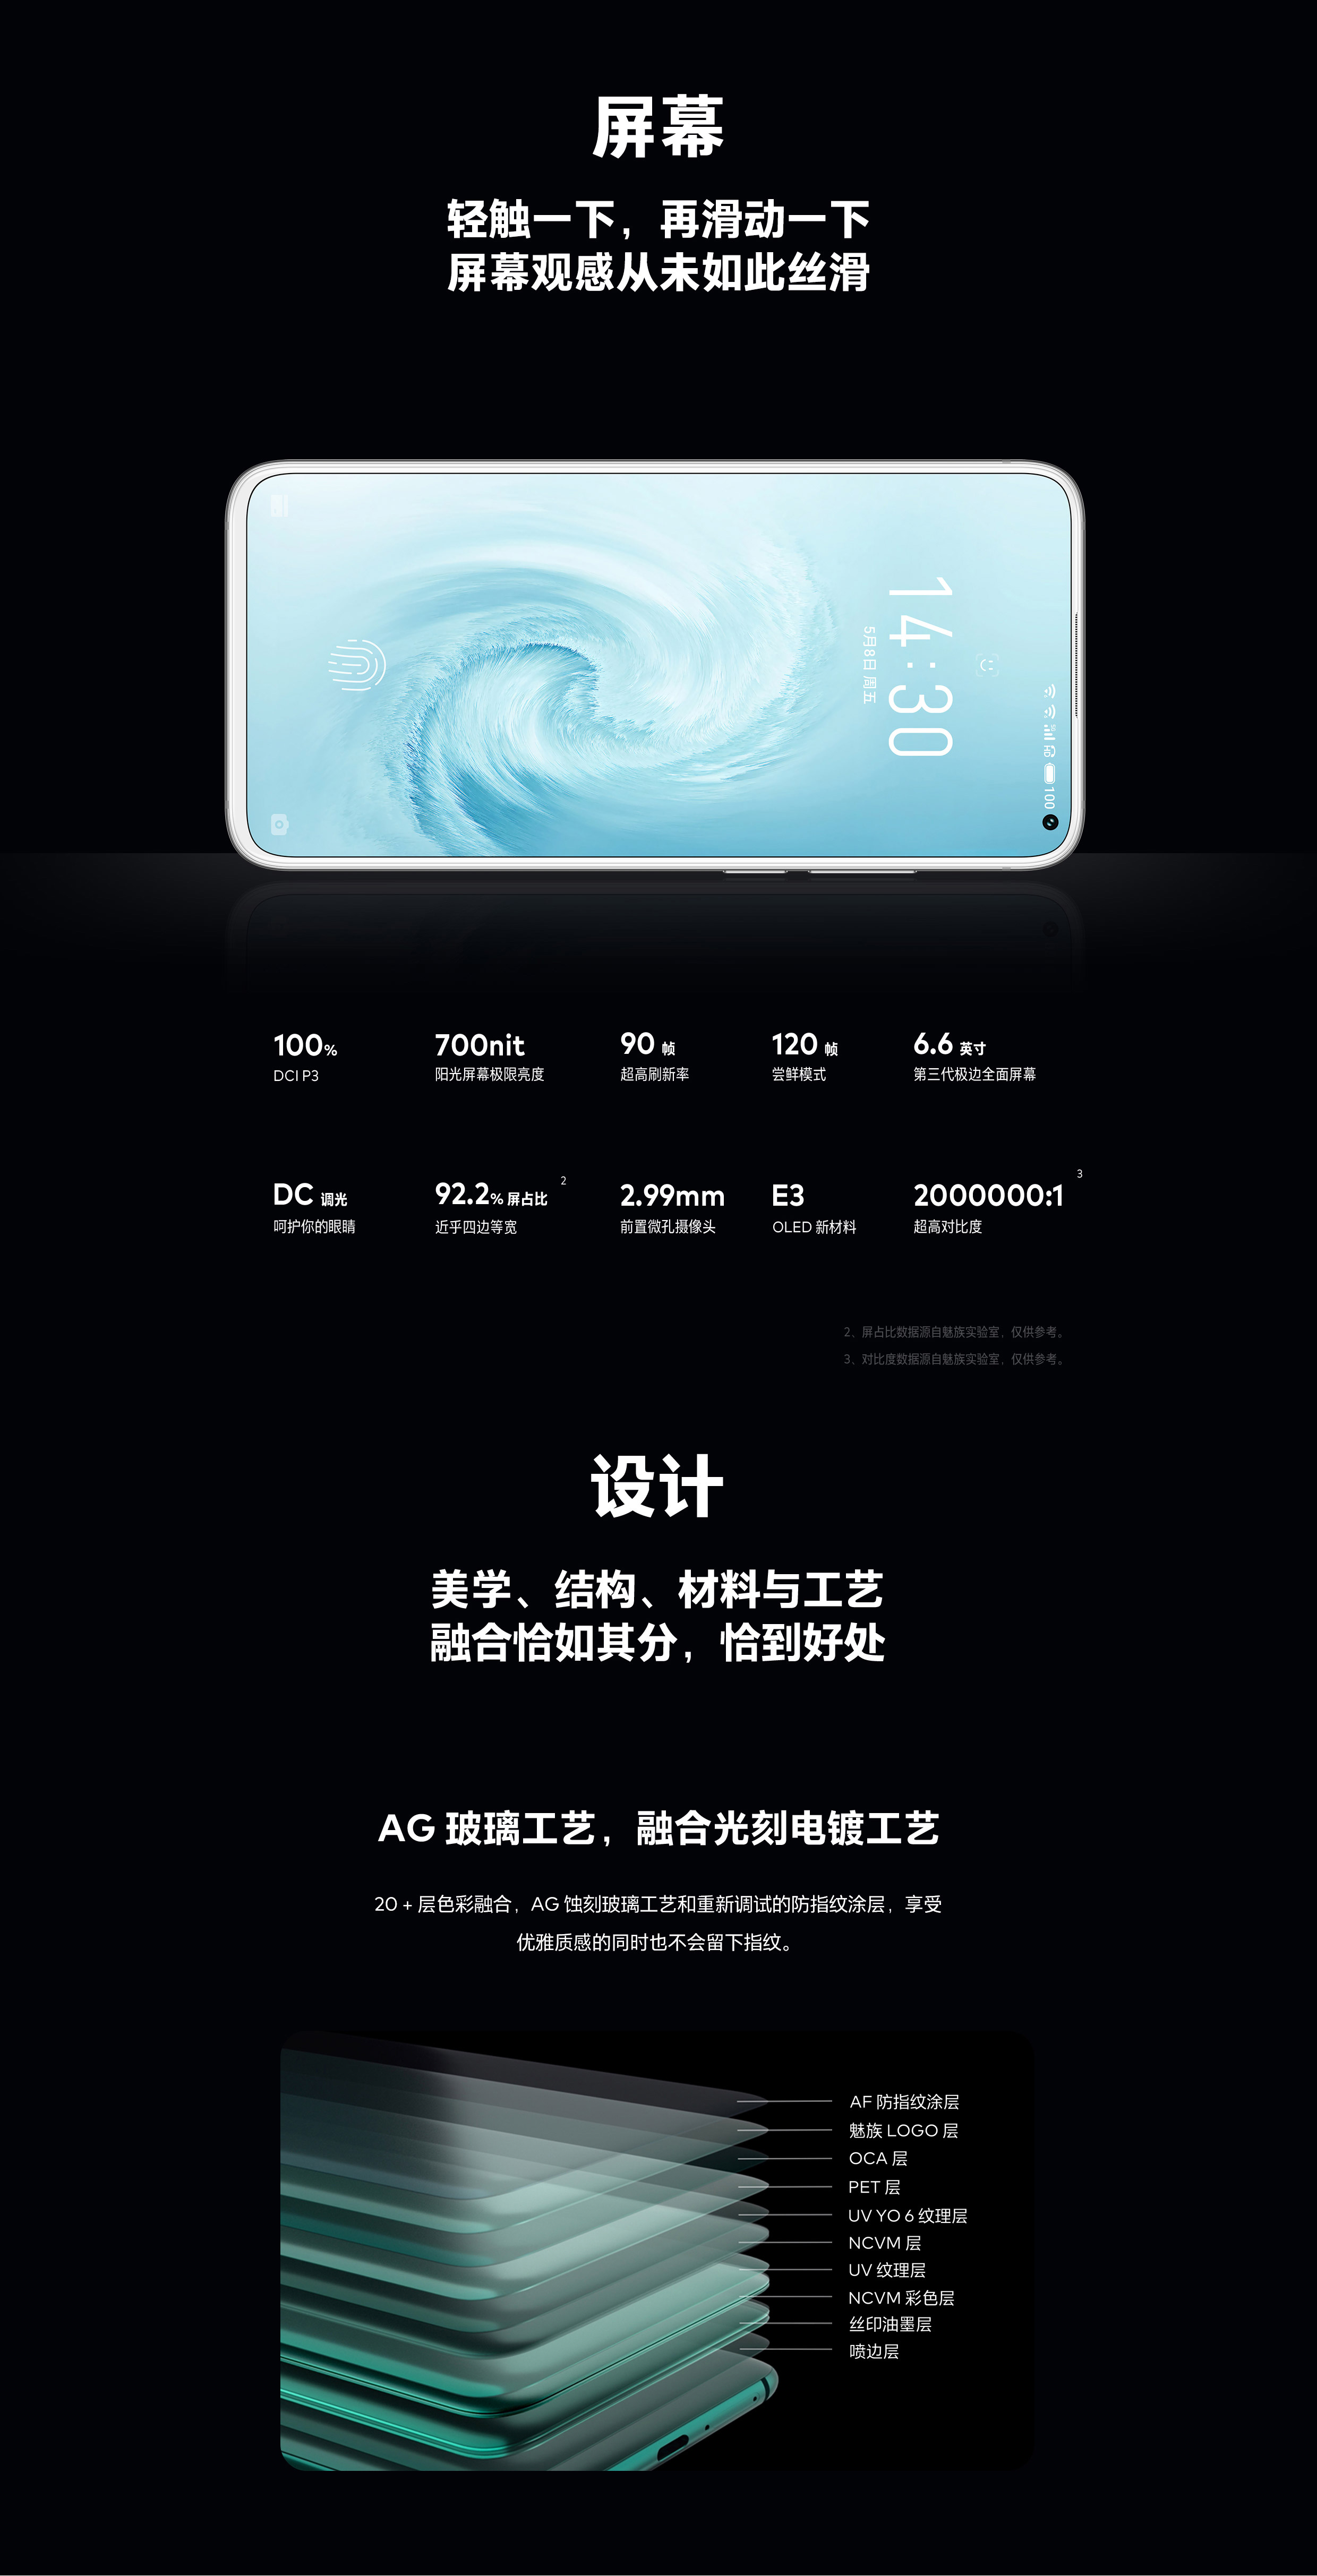 屏幕
轻触一下，再滑动一下
屏幕观感从未如此丝滑
14:30
5月8日 周五
100
100%
DCI P3
700nit
阳光屏幕极限亮度
90 帧
超高刷新率
120 帧
尝鲜模式
6.6 英寸
第三代极边全面屏幕
DC 调光
呵护你的眼睛
92.2% 屏占比 2
近乎四边等宽
2.99mm
前置微孔摄像头
E3
OLED 新材料
2000000:1 3
超高对比度
2、屏占比数据源自魅族实验室，仅供参考。
3、对比度数据源自魅族实验室，仅供参考。
设计
美学、结构、材料与工艺
融合恰如其分，恰到好处
AG 玻璃工艺，融合光刻电镀工艺
20 + 层色彩融合，AG 蚀刻玻璃工艺和重新调试的防指纹涂层，享受
优雅质感的同时也不会留下指纹。
AF 防指纹涂层
魅族 LOGO 层
OCA 层
PET 层
UV YO 6 纹理层
NCVM 层
UV 纹理层
NCVM 彩色层
丝印油墨层
喷边层